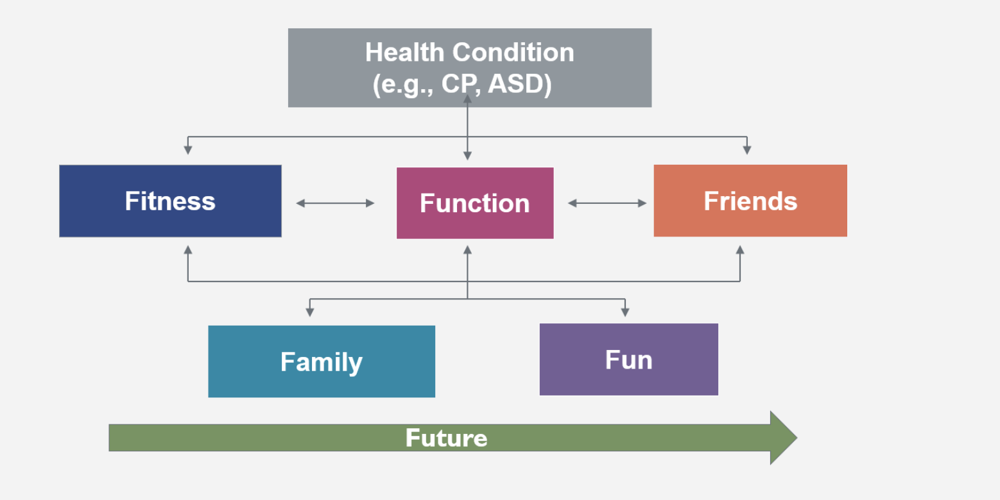 Health Condition
(e.g., CP, ASD)
Fitness
Function
Friends
Family
Fun
Future